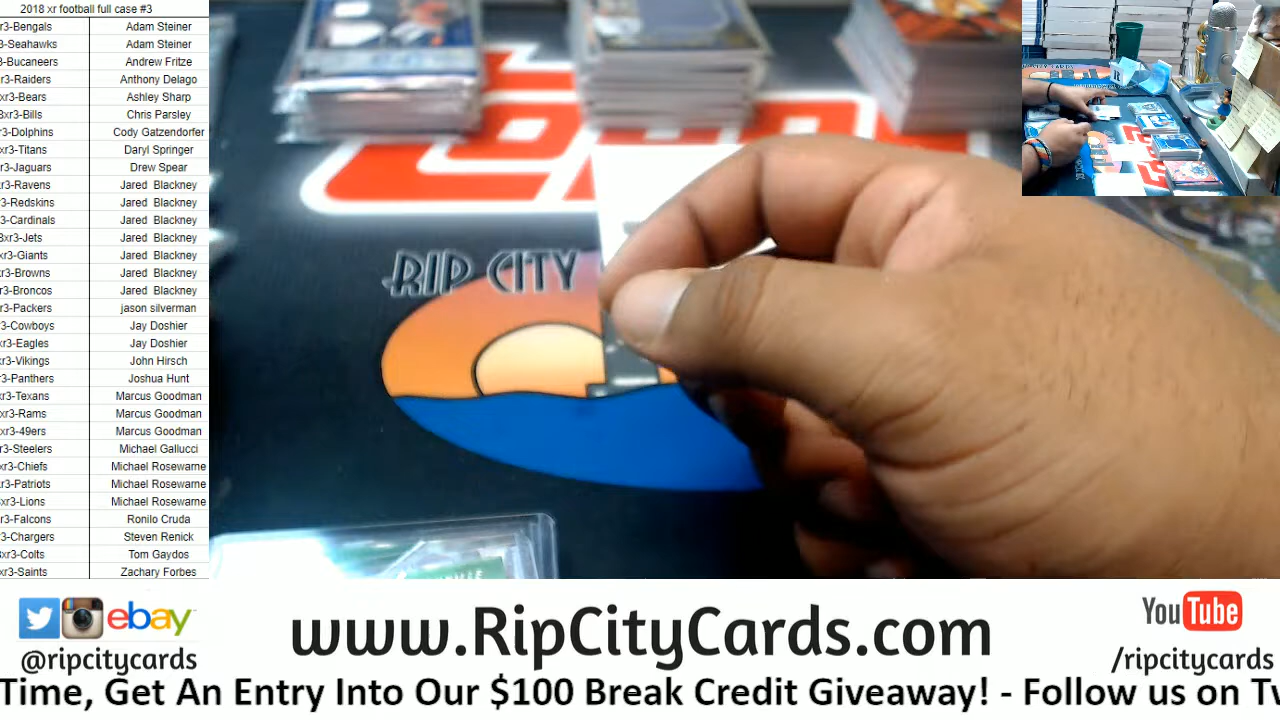 2018 xr football full case #3
r3-Bengals Adam Steiner
3-Seahawks Adam Steiner
3-Bucaneers Andrew Fritze
r3-Raiders Anthony Delago
xr3-Bears Ashley Sharp
3xr3-Bills Chris Parsley
r3-Dolphins Cody Gatzendorfer
xr3-Titans Daryl Springer
r3-Jaguars Drew Spear
r3-Ravens Jared Blackney
r3-Redskins Jared Blackney
3-Cardinals Jared Blackney
3xr3-Jets Jared Blackney
xr3-Giants Jared Blackney
r3-Browns Jared Blackney
r3-Broncos Jared Blackney
r3-Packers jason silverman
r3-Cowboys Jay Doshier
xr3-Eagles Jay Doshier
xr3-Vikings John Hirsch
r3-Panthers Joshua Hunt
xr3-Texans Marcus Goodman
xr3-Rams Marcus Goodman
xr3-49ers Marcus Goodman
r3-Steelers Michael Gallucci
xr3-Chiefs Michael Rosewarne
r3-Patriots Michael Rosewarne
xr3-Lions Michael Rosewarne
r3-Falcons Ronilo Cruda
r3-Chargers Steven Renick
3xr3-Colts Tom Gaydos
xr3-Saints Zachary Forbes
RIP CITY
ebay
@ripcitycards
www.RipCityCards.com
YouTube
/ripcitycards
Time, Get An Entry Into Our $100 Break Credit Giveaway! - Follow us on Tw